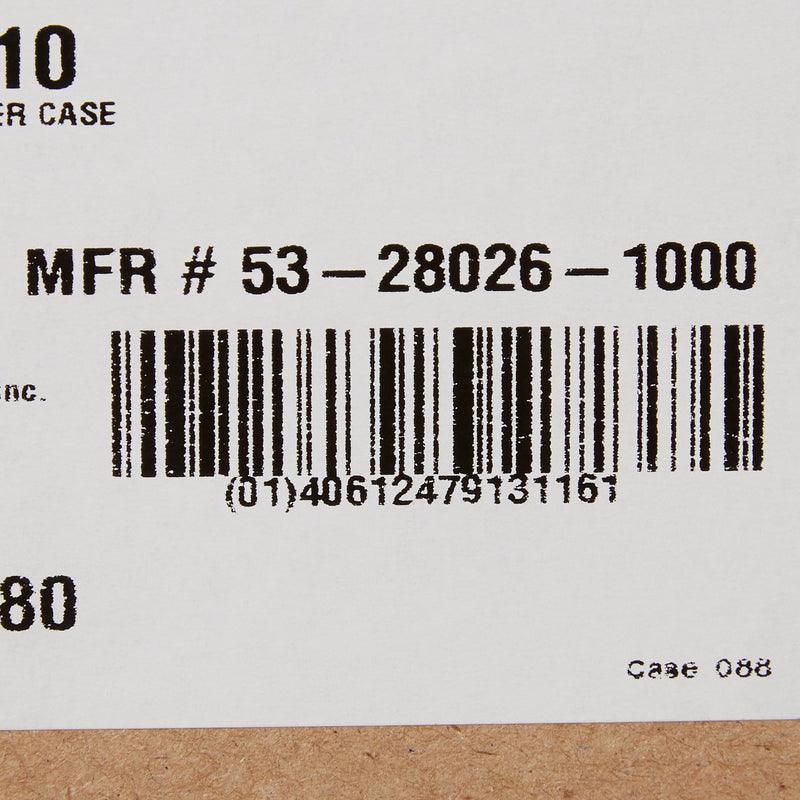 10
ER CASE
MFR # 53-28026-1000
nc.
(01)40612479131161
80
Case 088